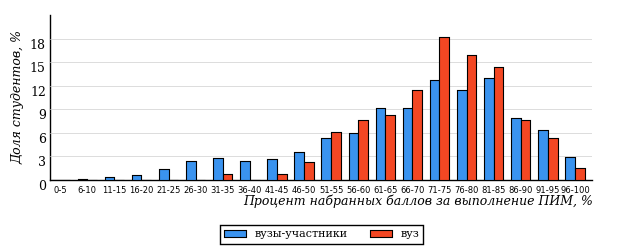 Доля студентов, %
18
15
12
9
6
3
0
0-5 6-10 11-15 16-20 21-25 26-30 31-35 36-40 41-45 46-50 51-55 56-60 61-65 66-70 71-75 76-80 81-85 86-90 91-95 96-100
Процент набранных баллов за выполнение ПИМ, %
вузы-участники вуз